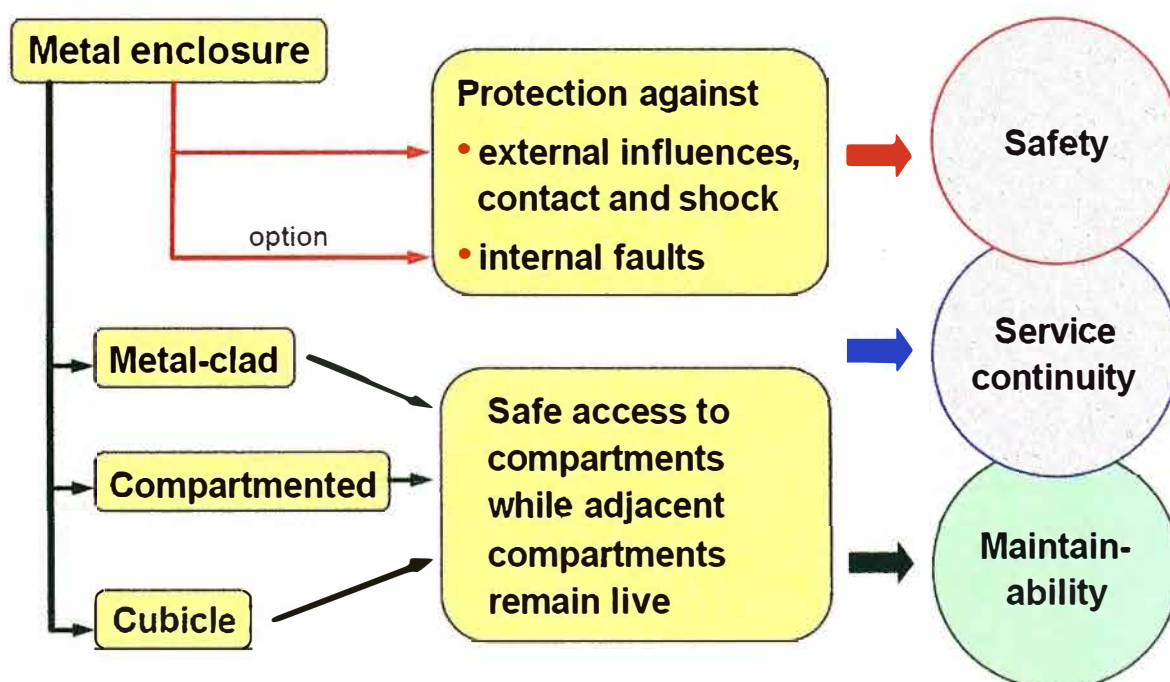 Metal enclosure
Protection against
• external influences,
contact and shock
option
• internal faults
Safety
Metal-clad
Compartmented
Cubicle
Safe access to
compartments
while adjacent
compartments
remain live
Service
continuity
Maintain-
ability